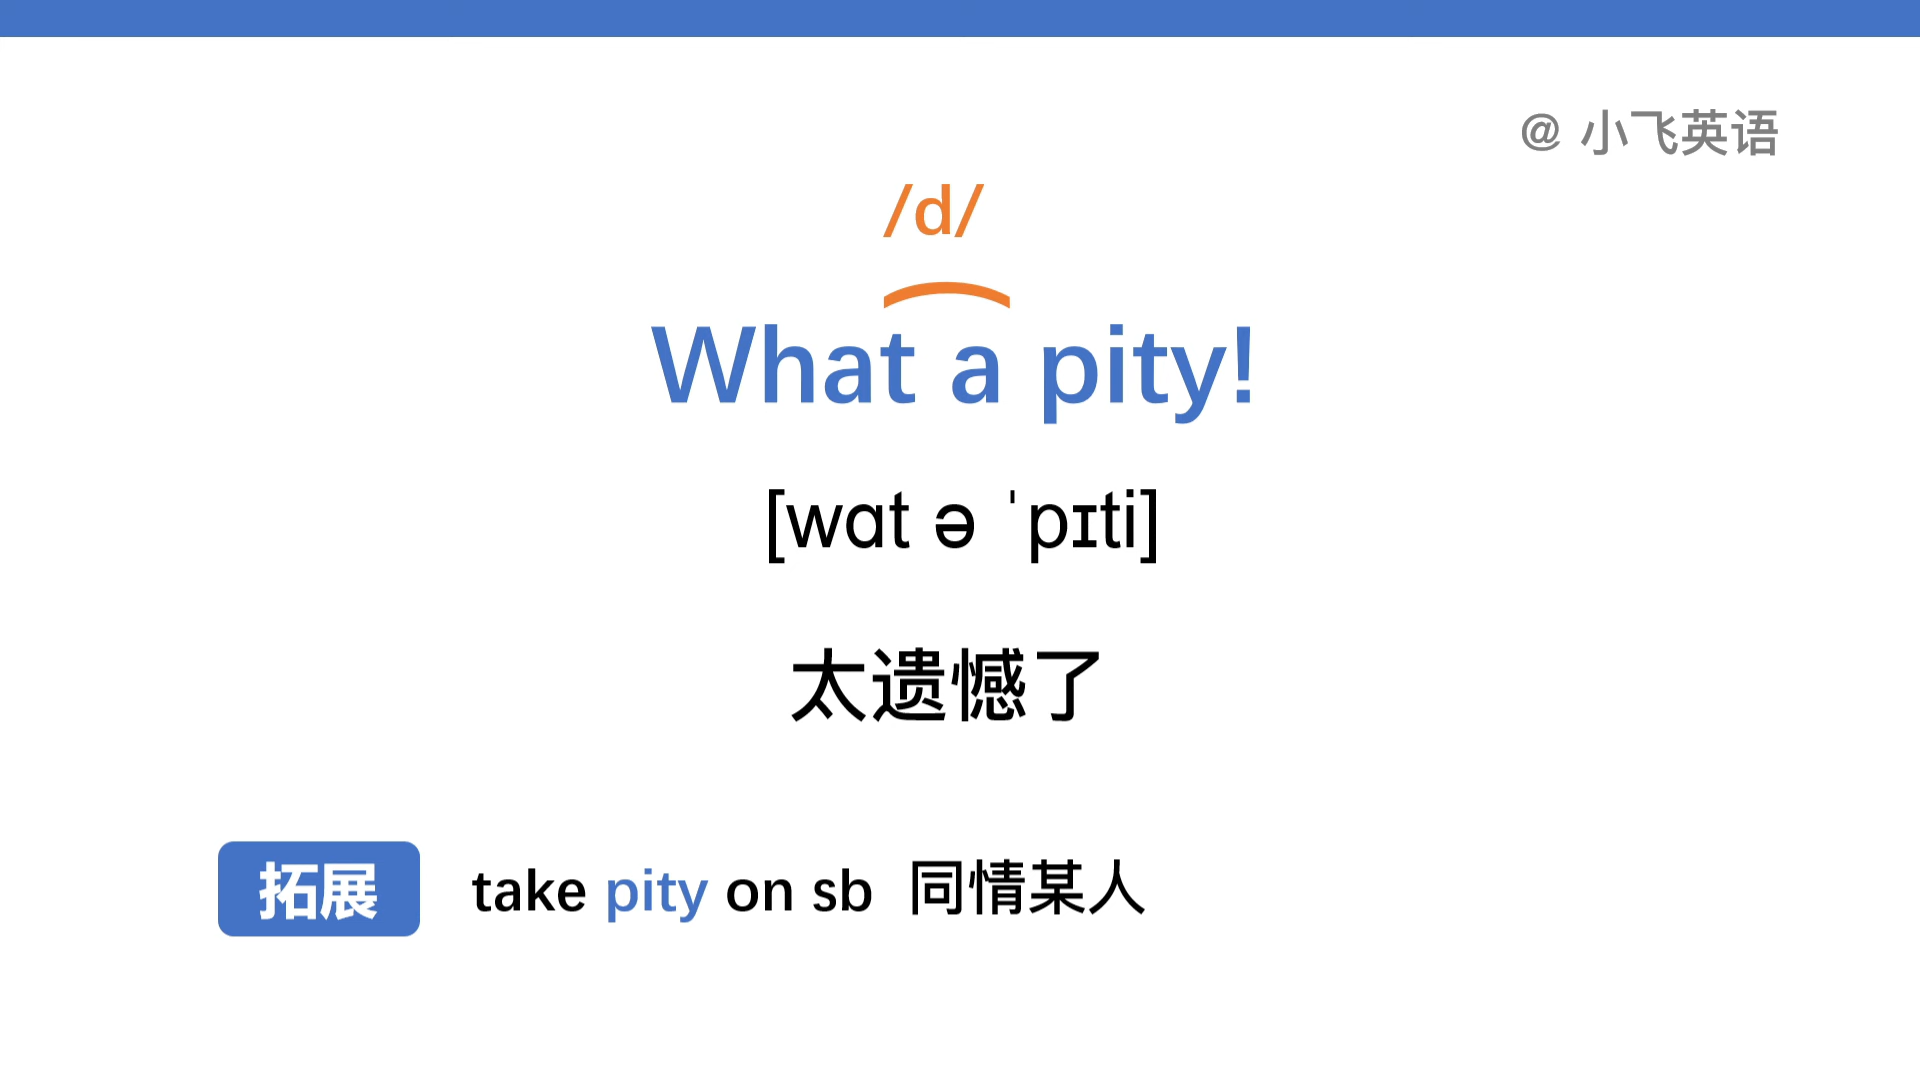 @ 小飞英语
/d/
What a pity!
[wɑt ə ˈpɪti]
太遗憾了
拓展 take pity on sb 同情某人